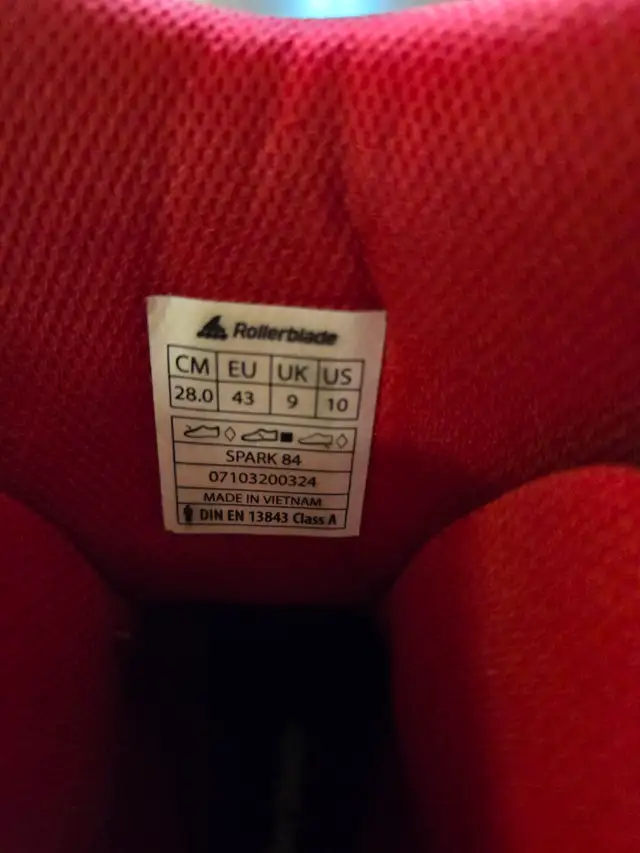 Rollerblade
CM EU UK US
28.0 43 9 10
SPARK 84
07103200324
MADE IN VIETNAM
DIN EN 13843 Class A